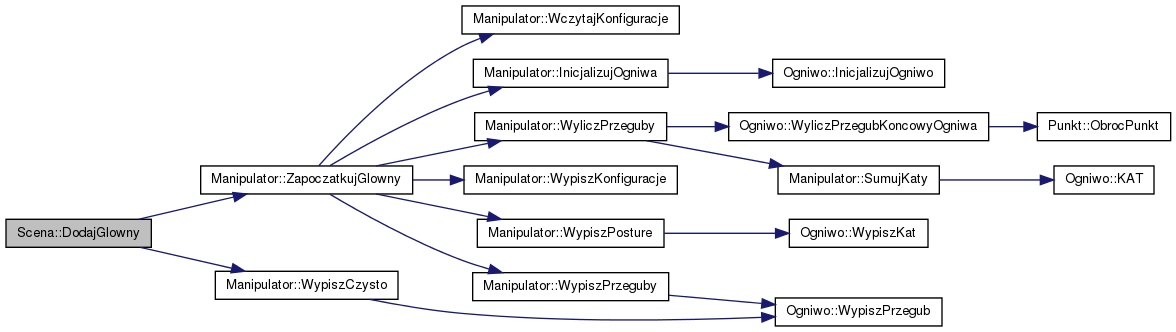 Manipulator::WczytajKonfiguracje
Manipulator::InicjalizujOgniwa
Ogniwo::InicjalizujOgniwo
Manipulator::WyliczPrzeguby
Ogniwo::WyliczPrzegubKoncowyOgniwa
Punkt::ObrocPunkt
Manipulator::ZapoczatkujGlowny
Manipulator::WypiszKonfiguracje
Manipulator::SumujKaty
Ogniwo::KAT
Scena::DodajGlowny
Manipulator::WypiszPosture
Ogniwo::WypiszKat
Manipulator::WypiszCzysto
Manipulator::WypiszPrzeguby
Ogniwo::WypiszPrzegub